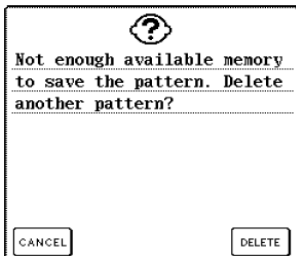 ?
Not enough available memory
to save the pattern. Delete
another pattern?
CANCEL
DELETE